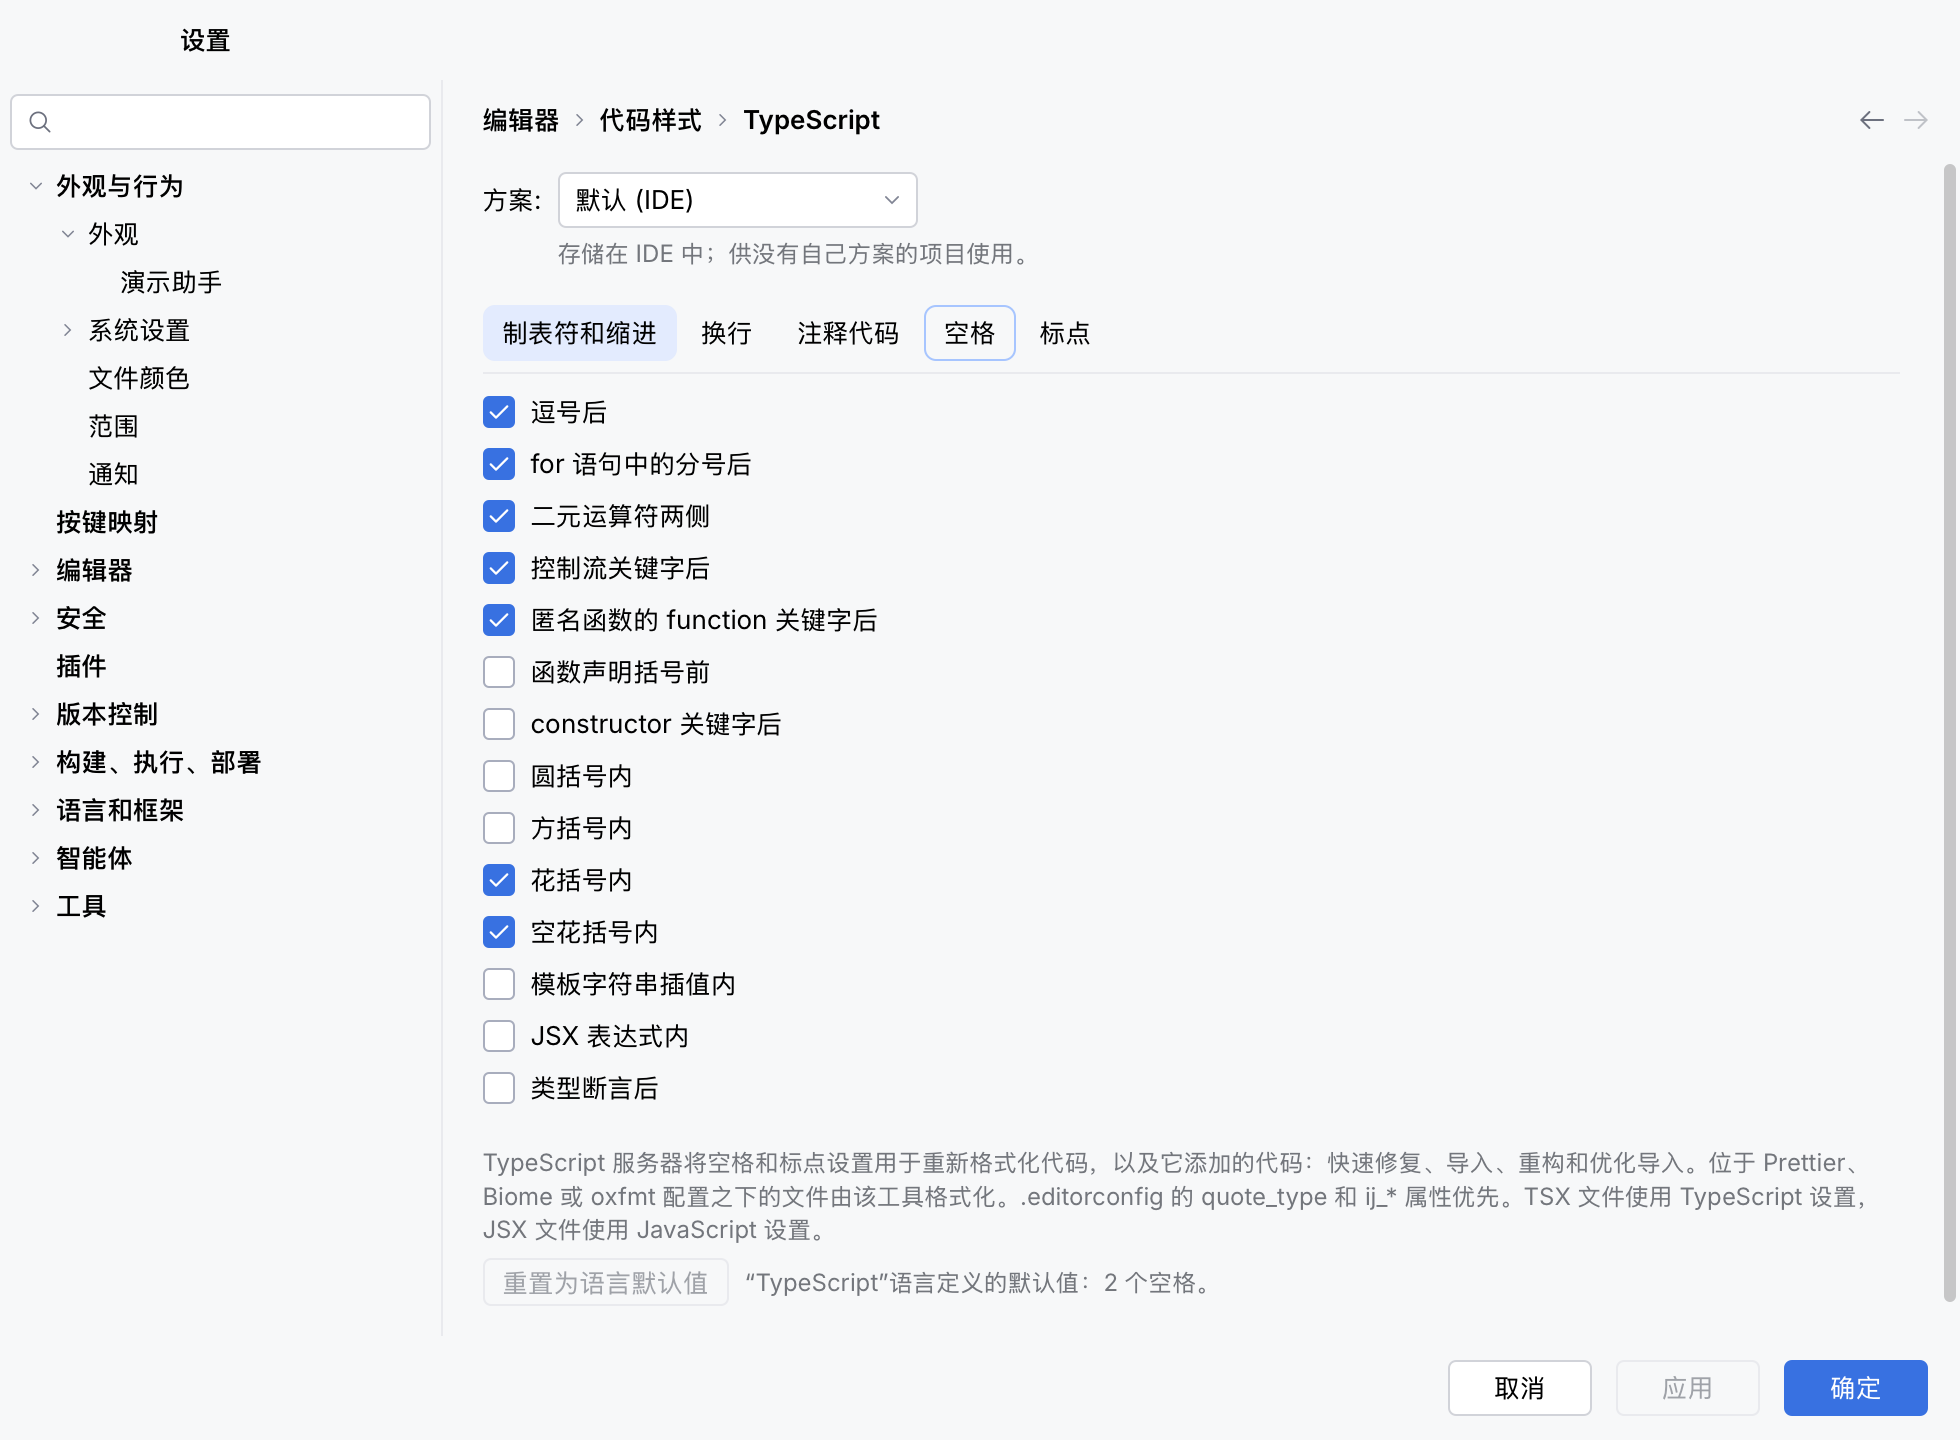 设置
外观与行为
外观
演示助手
系统设置
文件颜色
范围
通知
按键映射
编辑器
安全
插件
版本控制
构建、执行、部署
语言和框架
智能体
工具
编辑器 › 代码样式 › TypeScript
方案: 默认 (IDE)
存储在 IDE 中；供没有自己方案的项目使用。
制表符和缩进 换行 注释代码 空格 标点
逗号后
for 语句中的分号后
二元运算符两侧
控制流关键字后
匿名函数的 function 关键字后
函数声明括号前
constructor 关键字后
圆括号内
方括号内
花括号内
空花括号内
模板字符串插值内
JSX 表达式内
类型断言后
TypeScript 服务器将空格和标点设置用于重新格式化代码，以及它添加的代码：快速修复、导入、重构和优化导入。位于 Prettier、
Biome 或 oxfmt 配置之下的文件由该工具格式化。.editorconfig 的 quote_type 和 ij_* 属性优先。TSX 文件使用 TypeScript 设置，
JSX 文件使用 JavaScript 设置。
重置为语言默认值 “TypeScript”语言定义的默认值：2 个空格。
取消 应用 确定